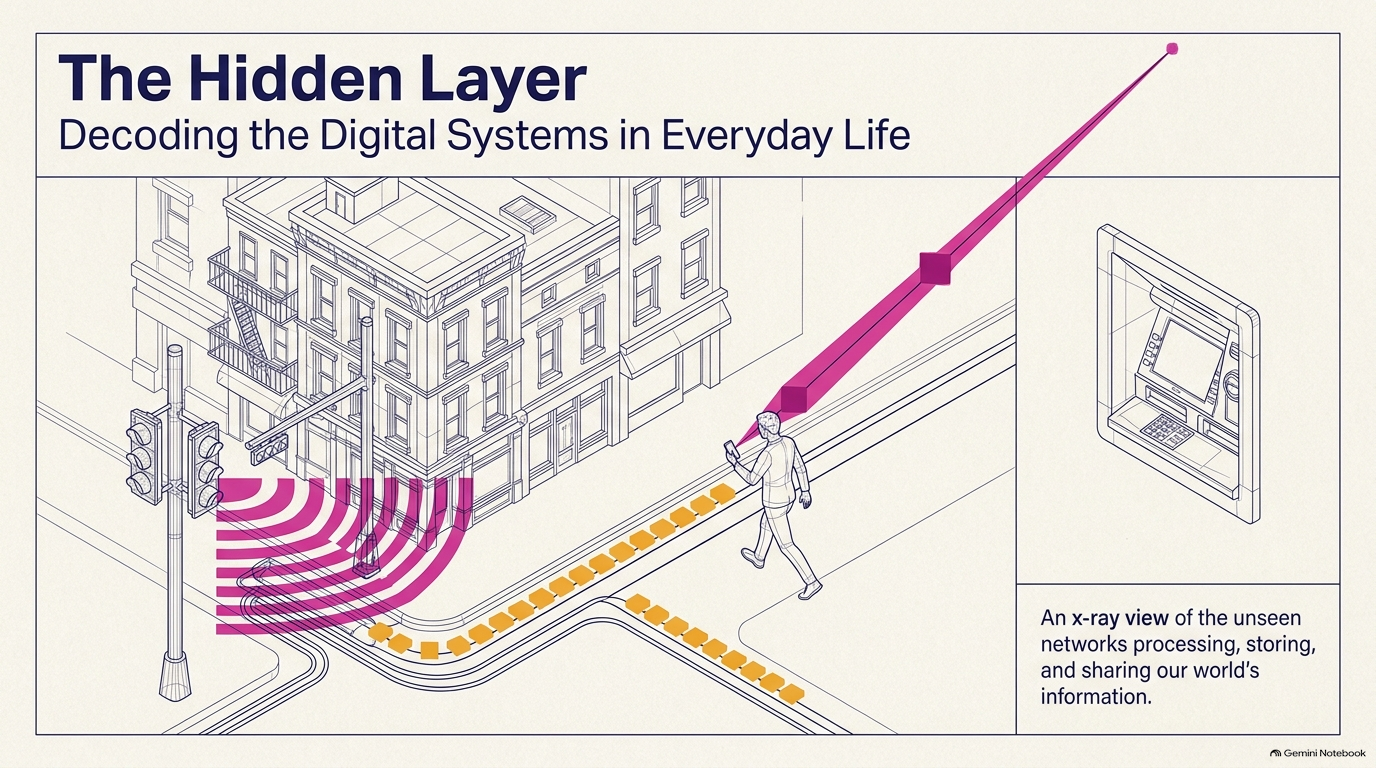 The Hidden Layer
Decoding the Digital Systems in Everyday Life
An x-ray view of the unseen
networks processing, storing,
and sharing our world's
information.
Gemini Notebook